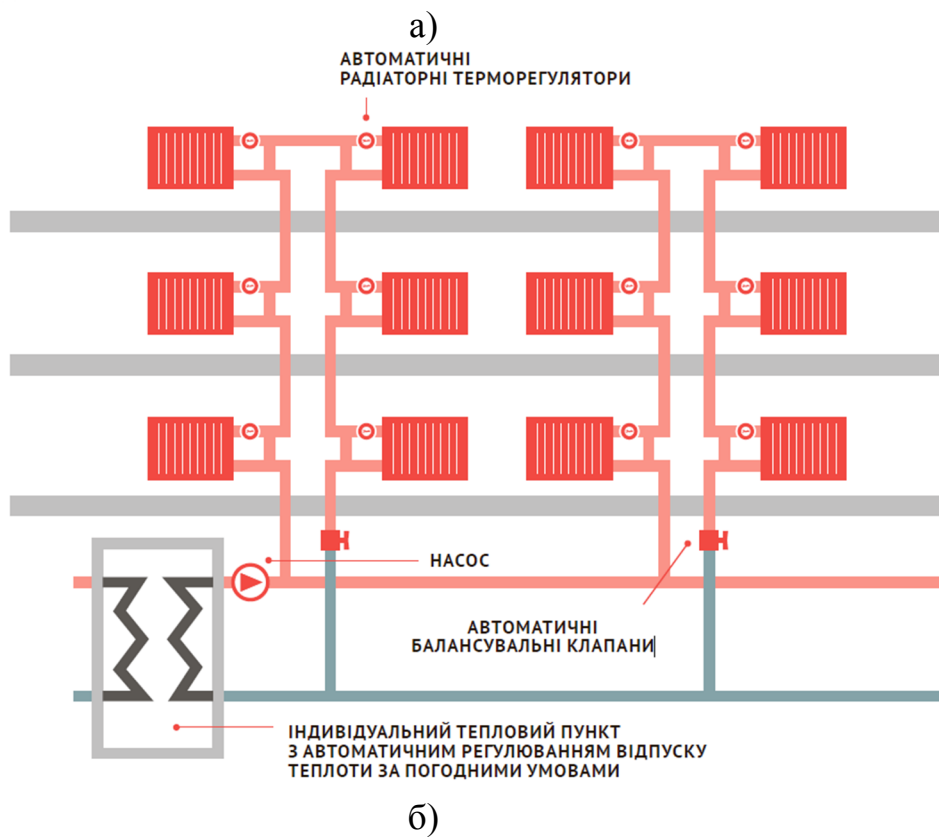 а)
АВТОМАТИЧНІ
РАДІАТОРНІ ТЕРМОРЕГУЛЯТОРИ
НАСОС
АВТОМАТИЧНІ
БАЛАНСУВАЛЬНІ КЛАПАНИ
ІНДИВІДУАЛЬНИЙ ТЕПЛОВИЙ ПУНКТ
З АВТОМАТИЧНИМ РЕГУЛЮВАННЯМ ВІДПУСКУ
ТЕПЛОТИ ЗА ПОГОДНИМИ УМОВАМИ
б)